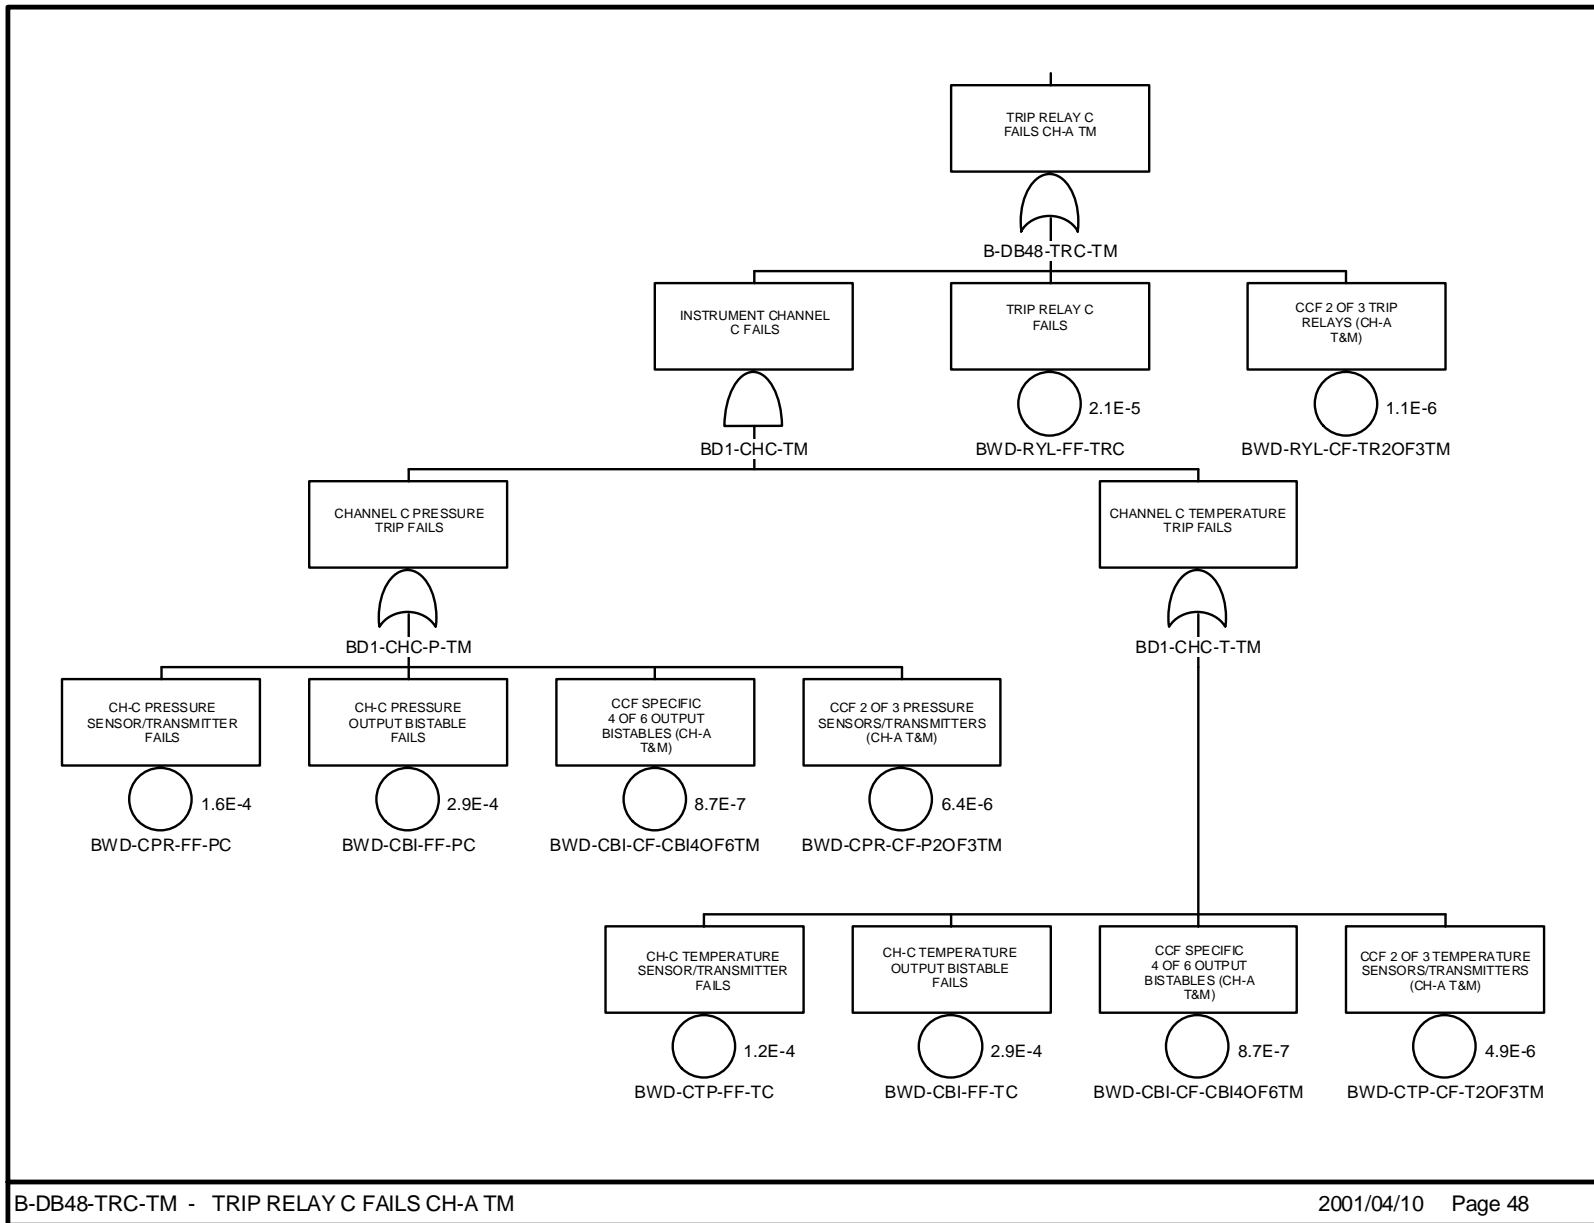 TRIP RELAY C
FAILS CH-A TM
B-DB48-TRC-TM
INSTRUMENT CHANNEL
C FAILS
BD1-CHC-TM
TRIP RELAY C
FAILS
2.1E-5
BWD-RYL-FF-TRC
CCF 2 OF 3 TRIP
RELAYS (CH-A
T&M)
1.1E-6
BWD-RYL-CF-TR2OF3TM
CHANNEL C PRESSURE
TRIP FAILS
BD1-CHC-P-TM
CHANNEL C TEMPERATURE
TRIP FAILS
BD1-CHC-T-TM
CH-C PRESSURE
SENSOR/TRANSMITTER
FAILS
1.6E-4
BWD-CPR-FF-PC
CH-C PRESSURE
OUTPUT BISTABLE
FAILS
2.9E-4
BWD-CBI-FF-PC
CCF SPECIFIC
4 OF 6 OUTPUT
BISTABLES (CH-A
T&M)
8.7E-7
BWD-CBI-CF-CBI4OF6TM
CCF 2 OF 3 PRESSURE
SENSORS/TRANSMITTERS
(CH-A T&M)
6.4E-6
BWD-CPR-CF-P2OF3TM
CH-C TEMPERATURE
SENSOR/TRANSMITTER
FAILS
1.2E-4
BWD-CTP-FF-TC
CH-C TEMPERATURE
OUTPUT BISTABLE
FAILS
2.9E-4
BWD-CBI-FF-TC
CCF SPECIFIC
4 OF 6 OUTPUT
BISTABLES (CH-A
T&M)
8.7E-7
BWD-CBI-CF-CBI4OF6TM
CCF 2 OF 3 TEMPERATURE
SENSORS/TRANSMITTERS
(CH-A T&M)
4.9E-6
BWD-CTP-CF-T2OF3TM
B-DB48-TRC-TM - TRIP RELAY C FAILS CH-A TM
2001/04/10 Page 48